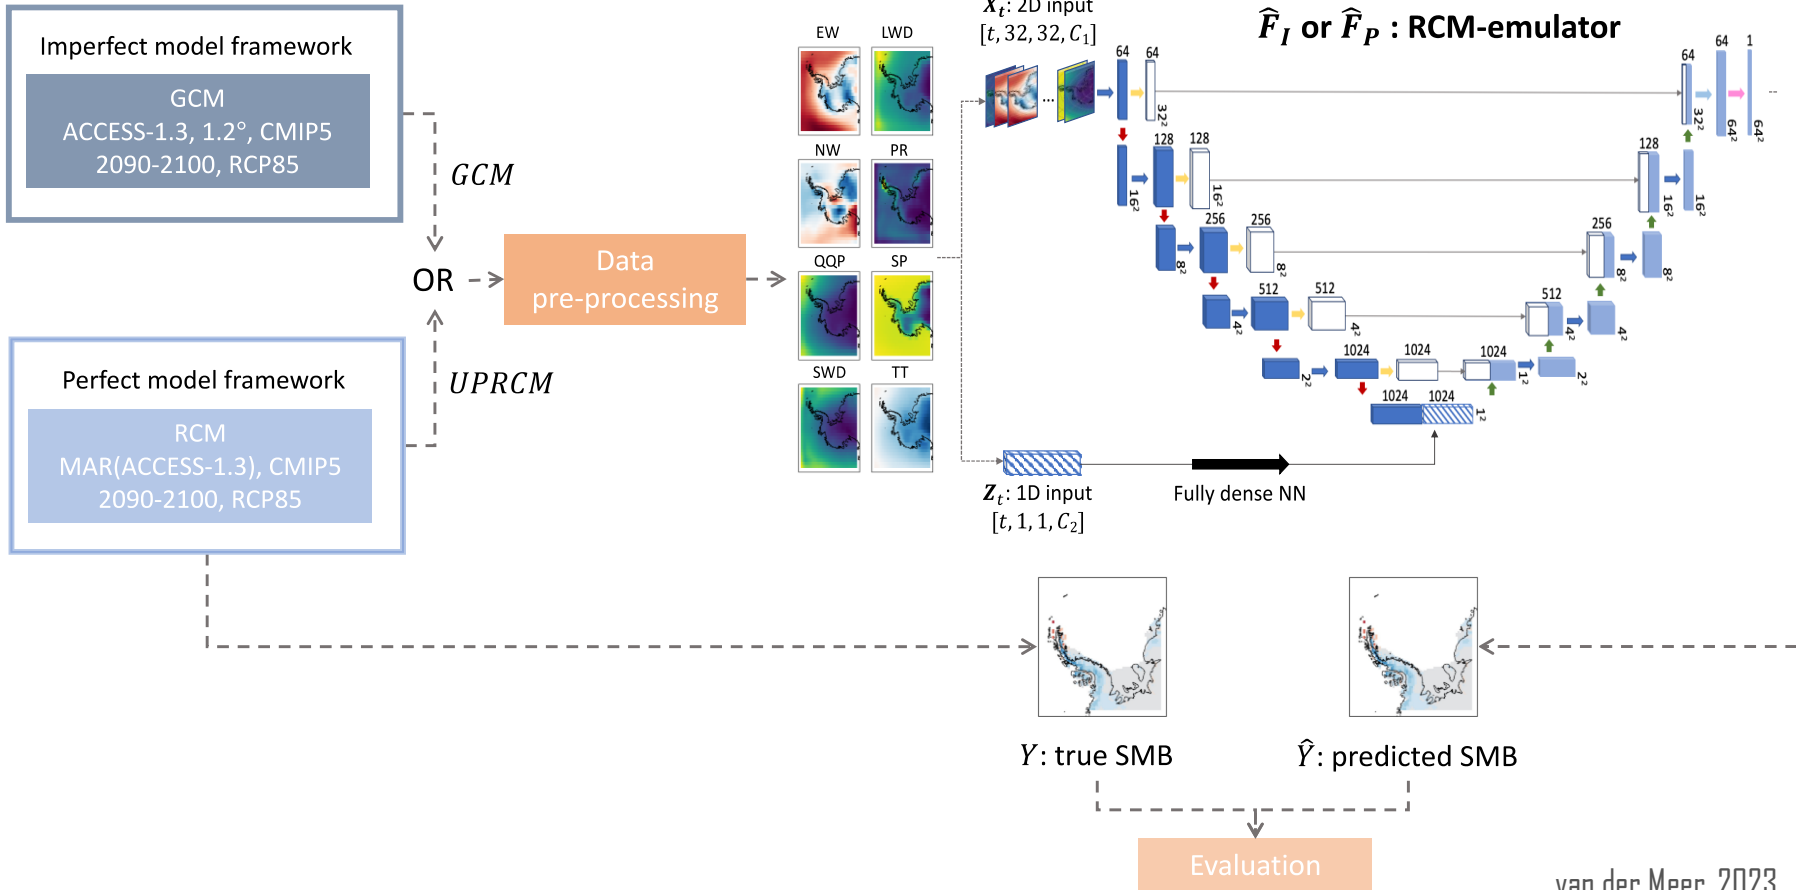 Imperfect model framework
GCM
ACCESS-1.3, 1.2°, CMIP5
2090-2100, RCP85
GCM
OR
UPRCM
Perfect model framework
RCM
MAR(ACCESS-1.3), CMIP5
2090-2100, RCP85
Data
pre-processing
EW LWD
NW PR
QQP SP
SWD TT
X_t: 2D input
[t, 32, 32, C₁]
F̂_I or F̂_P : RCM-emulator
64 64 32²
64 32² 64 64² 1 64²
16² 128 128 16²
128 16² 16²
8² 256 256 8²
256 8² 8²
4² 512 512 4²
512 4² 4²
2² 1024 1024
1024 1² 2²
1024 1024 1²
...
Z_t: 1D input
[t, 1, 1, C₂]
Fully dense NN
Y: true SMB
Ŷ: predicted SMB
Evaluation
van der Meer, 2023